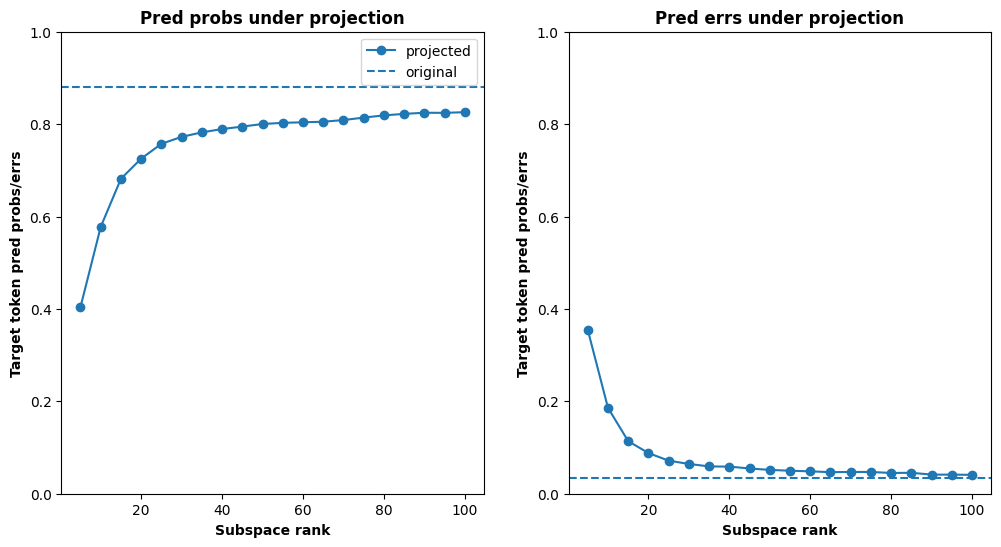 Pred probs under projection
Target token pred probs/errs
1.0
0.8
0.6
0.4
0.2
0.0
projected
original
20
40
60
80
100
Subspace rank
Pred errs under projection
Target token pred probs/errs
1.0
0.8
0.6
0.4
0.2
0.0
20
40
60
80
100
Subspace rank